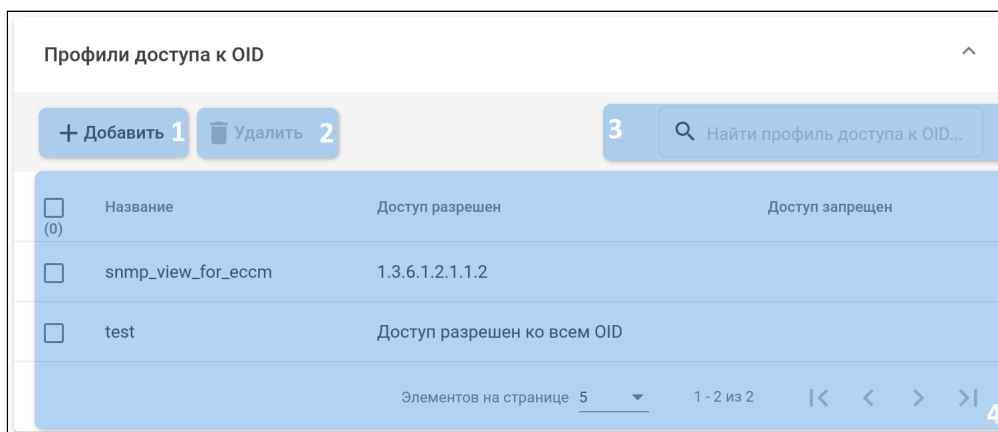 Профили доступа к OID
Добавить 1 Удалить 2 3 Найти профиль доступа к OID...
Название Доступ разрешен Доступ запрещен
(0)
snmp_view_for_eccm 1.3.6.1.2.1.1.2
test Доступ разрешен ко всем OID
Элементов на странице 5 1 - 2 из 2
4